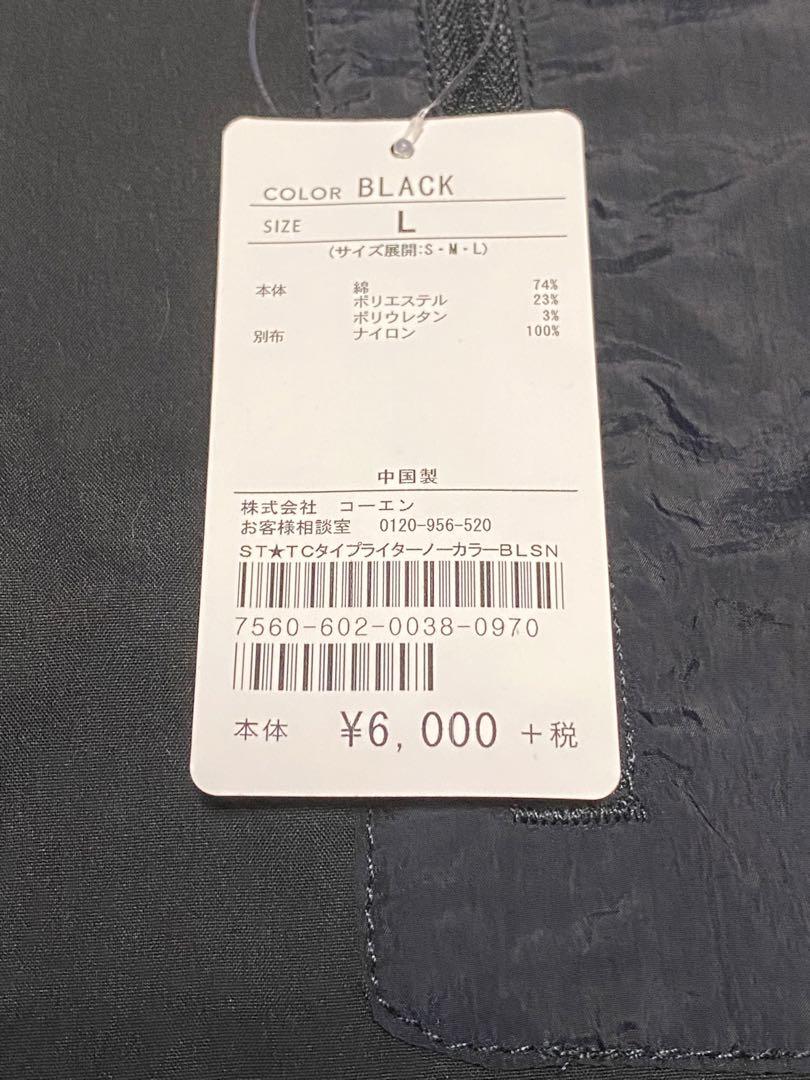 COLOR BLACK
SIZE L
(サイズ展開:S・M・L)
本体 綿 74%
ポリエステル 23%
ポリウレタン 3%
別布 ナイロン 100%
中国製
株式会社 コーエン
お客様相談室 0120-956-520
ST★TCタイプライターノーカラーBLSN
7560-602-0038-0970
本体 ¥6,000 +税